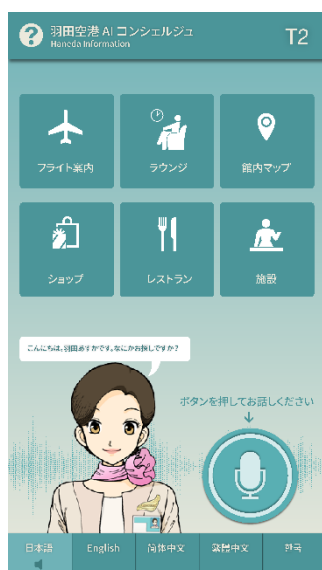 ?
羽田空港 AI コンシェルジュ
Haneda Information
T2
フライト案内
ラウンジ
館内マップ
ショップ
レストラン
施設
こんにちは。羽田あすかです。なにかお探しですか？
ボタンを押してお話しください
日本語
English
简体中文
繁體中文
한국